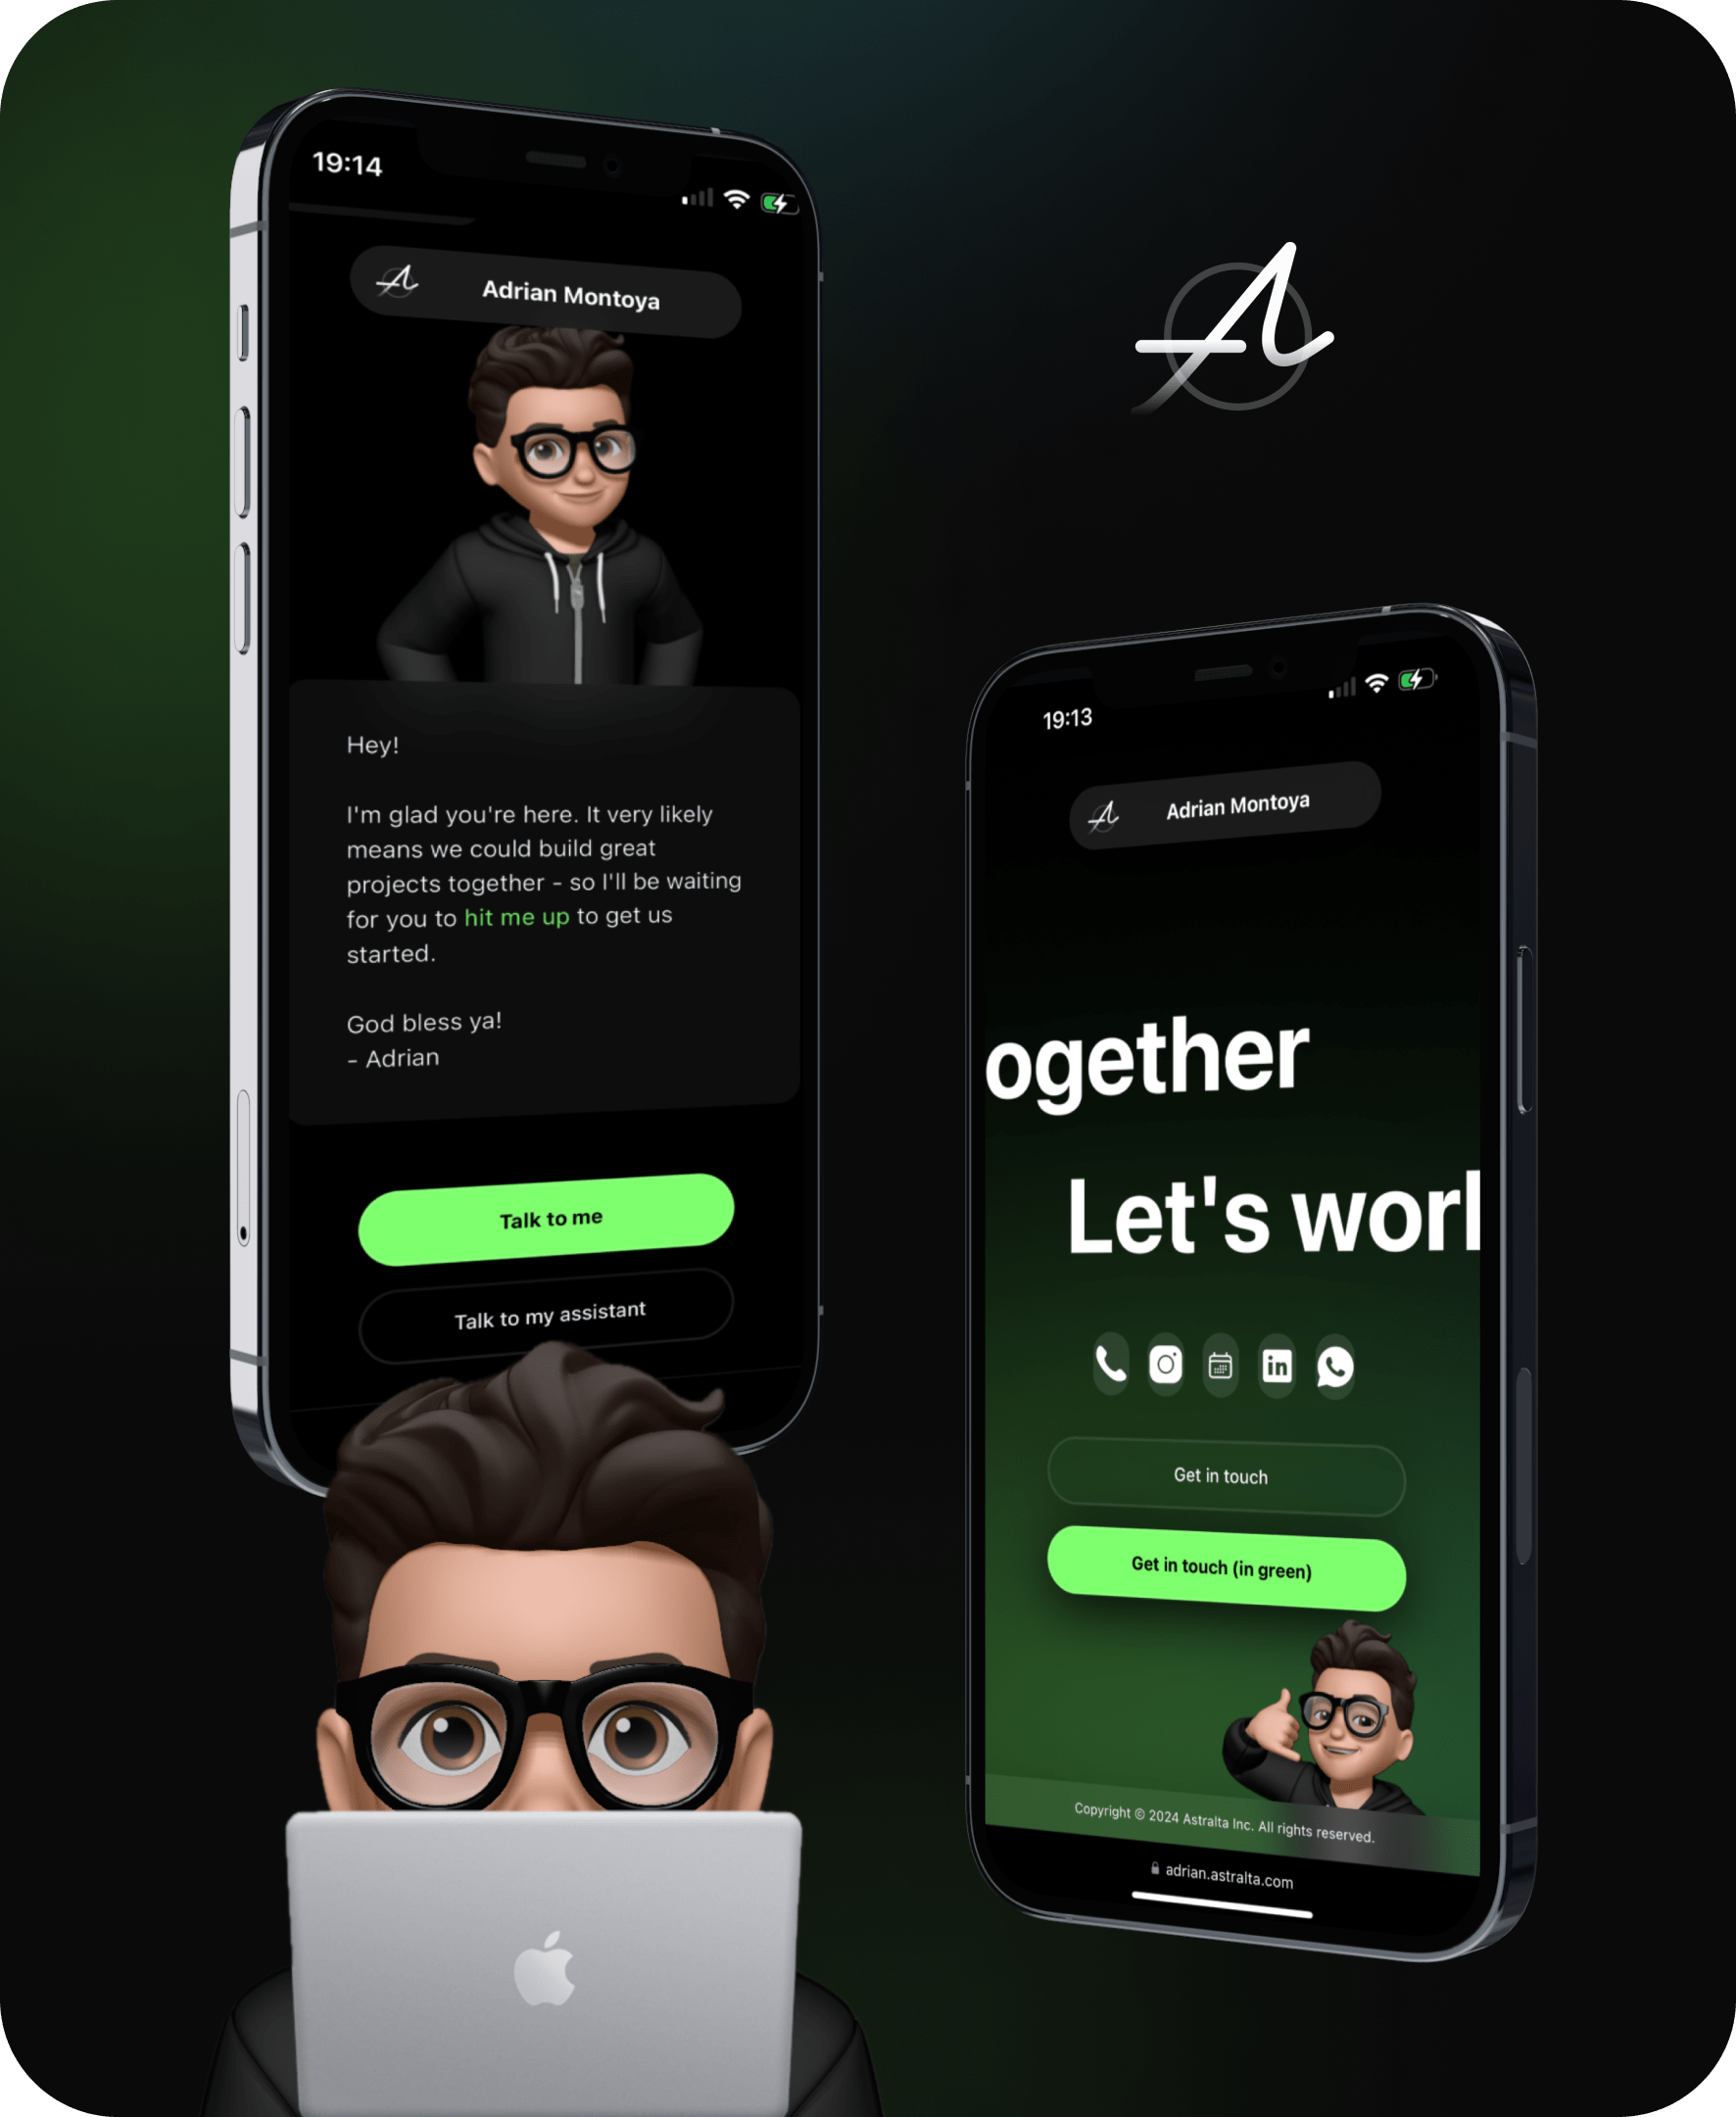 19:14
Adrian Montoya
Hey!
I'm glad you're here. It very likely
means we could build great
projects together - so I'll be waiting
for you to hit me up to get us
started.
God bless ya!
- Adrian
Talk to me
Talk to my assistant
19:13
Adrian Montoya
ogether
Let's worl
in
Get in touch
Get in touch (in green)
Copyright © 2024 Astralta Inc. All rights reserved.
adrian.astralta.com